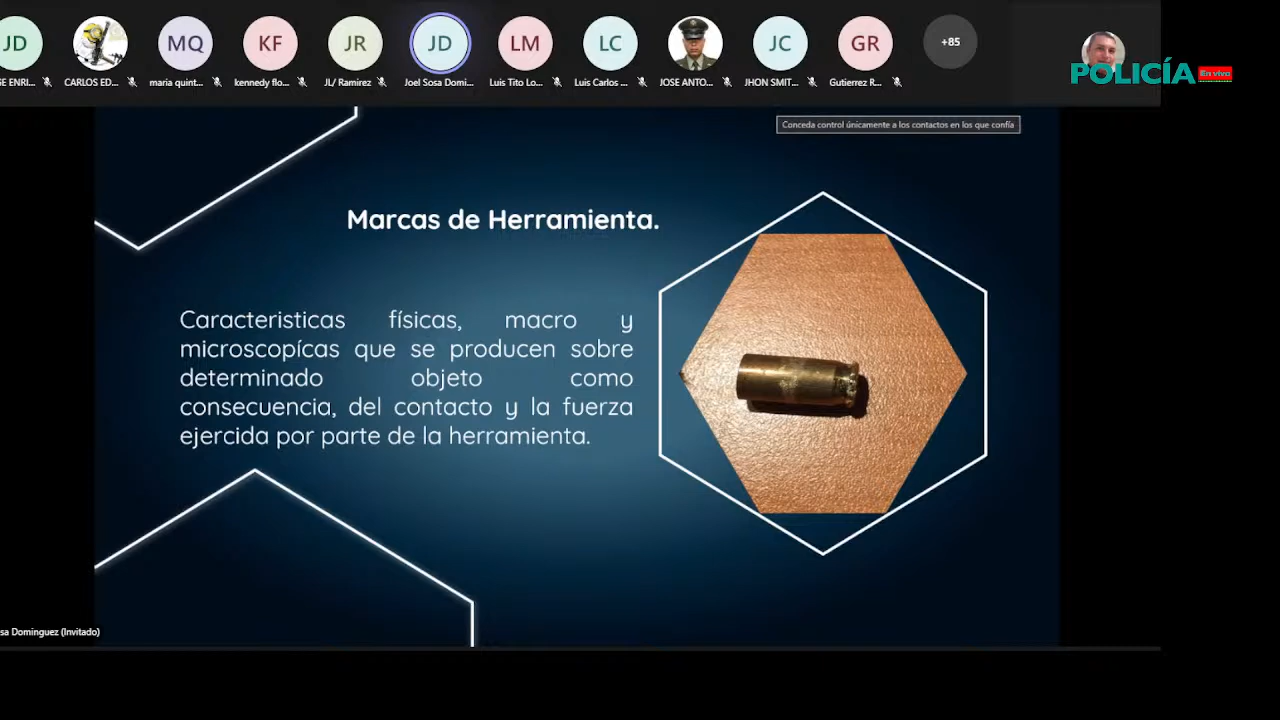 JD
MQ
KF
JR
JD
LM
LC
JC
GR
+85
SE ENRI...
CARLOS ED...
maria quint...
kennedy flo...
JL/ Ramirez
Joel Sosa Domi...
Luis Tito Lo...
Luis Carlos ...
JOSE ANTO...
JHON SMIT...
Gutierrez R...
POLICÍA
En vivo
Conceda control únicamente a los contactos en los que confía
Marcas de Herramienta.
Caracteristicas físicas, macro y
microscopícas que se producen sobre
determinado objeto como
consecuencia, del contacto y la fuerza
ejercida por parte de la herramienta.
sa Dominguez (Invitado)